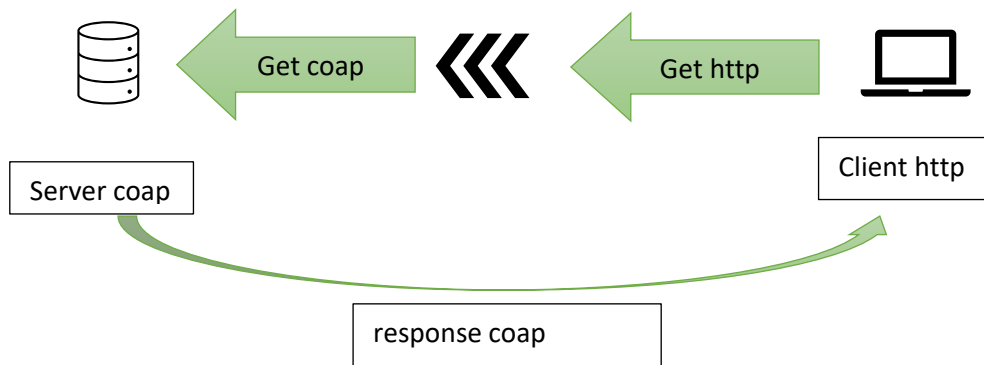 Get coap
Get http
Server coap
Client http
response coap